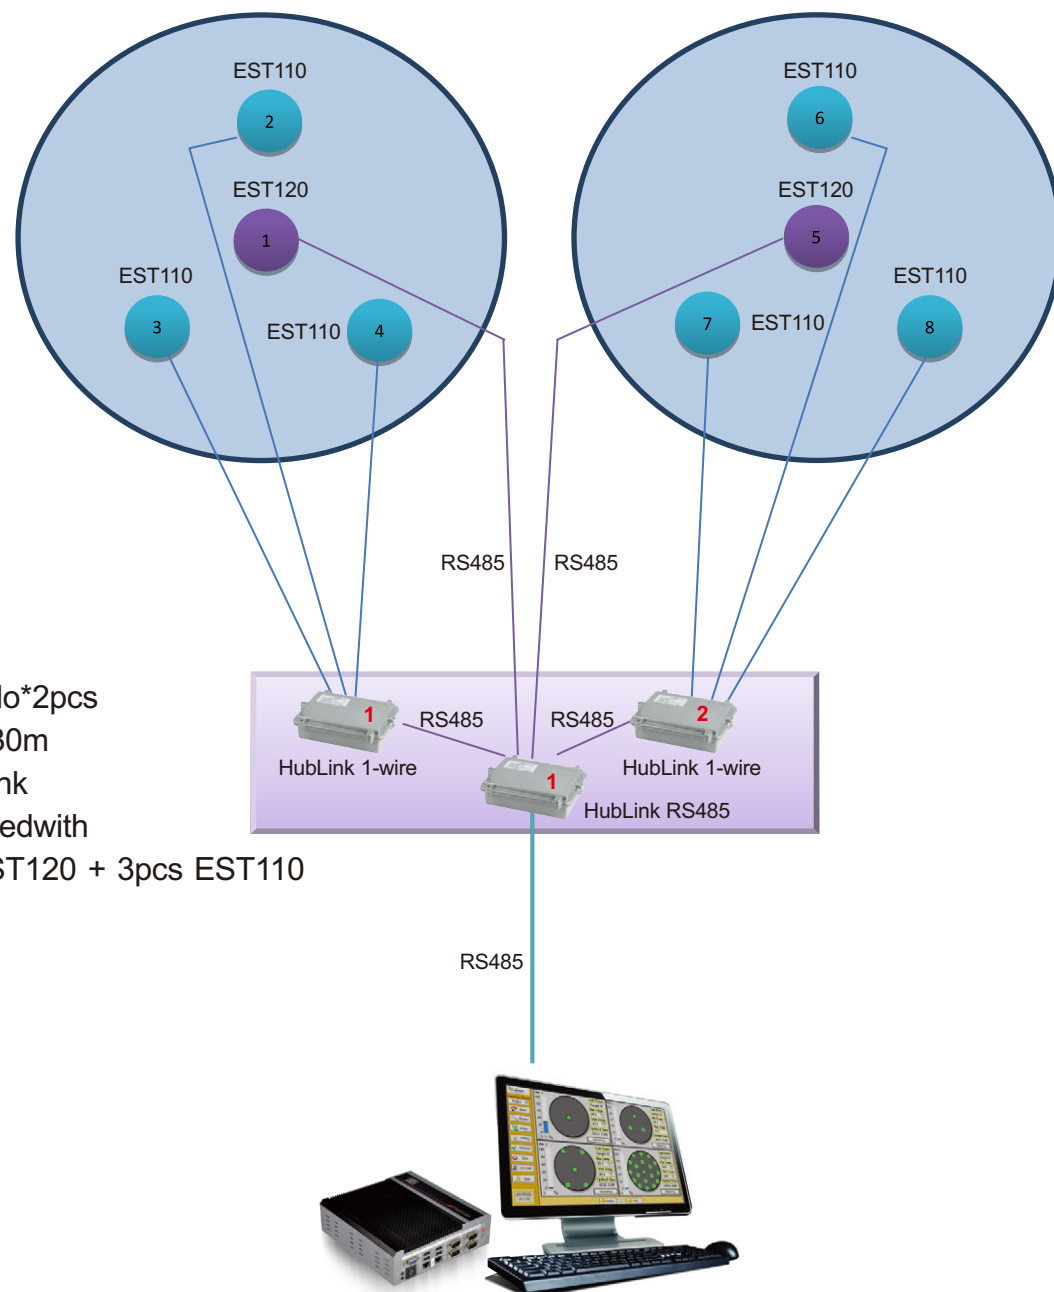 EST110
2
EST120
1
EST110
3
EST110
4
EST110
6
EST120
5
EST110
7
EST110
8
RS485
RS485
1
RS485
RS485
2
HubLink 1-wire
HubLink 1-wire
1
HubLink RS485
lo*2pcs
30m
nk
edwith
ST120 + 3pcs EST110
RS485